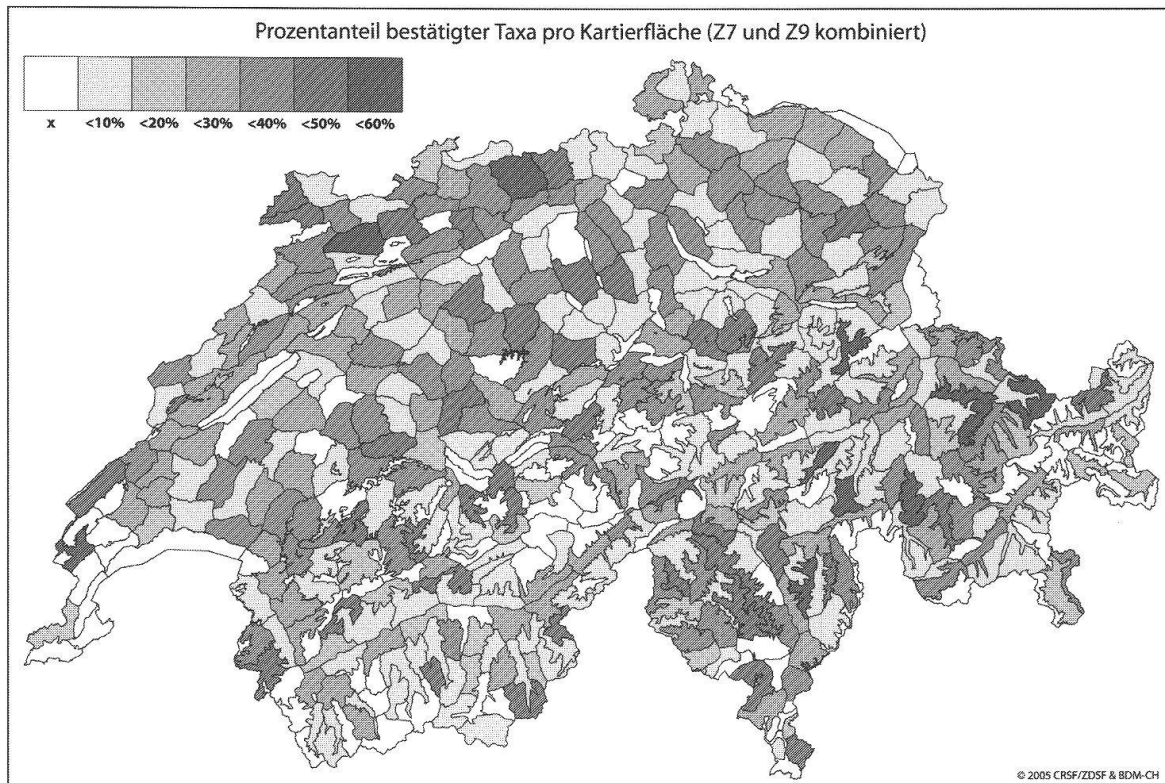 Prozentanteil bestätigter Taxa pro Kartierfläche (Z7 und Z9 kombiniert)
x <10% <20% <30% <40% <50% <60%
© 2005 CRSF/ZDSF & BDM-CH